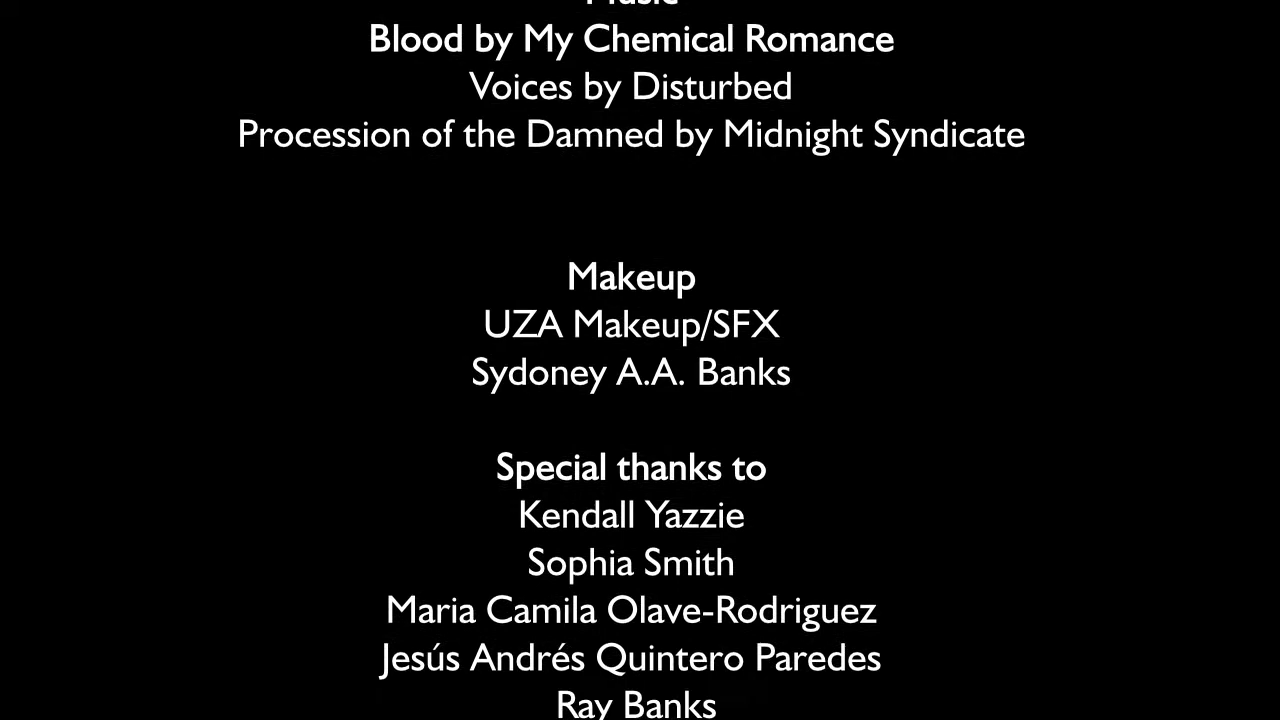 Music
Blood by My Chemical Romance
Voices by Disturbed
Procession of the Damned by Midnight Syndicate
Makeup
UZA Makeup/SFX
Sydoney A.A. Banks
Special thanks to
Kendall Yazzie
Sophia Smith
Maria Camila Olave-Rodriguez
Jesús Andrés Quintero Paredes
Ray Banks